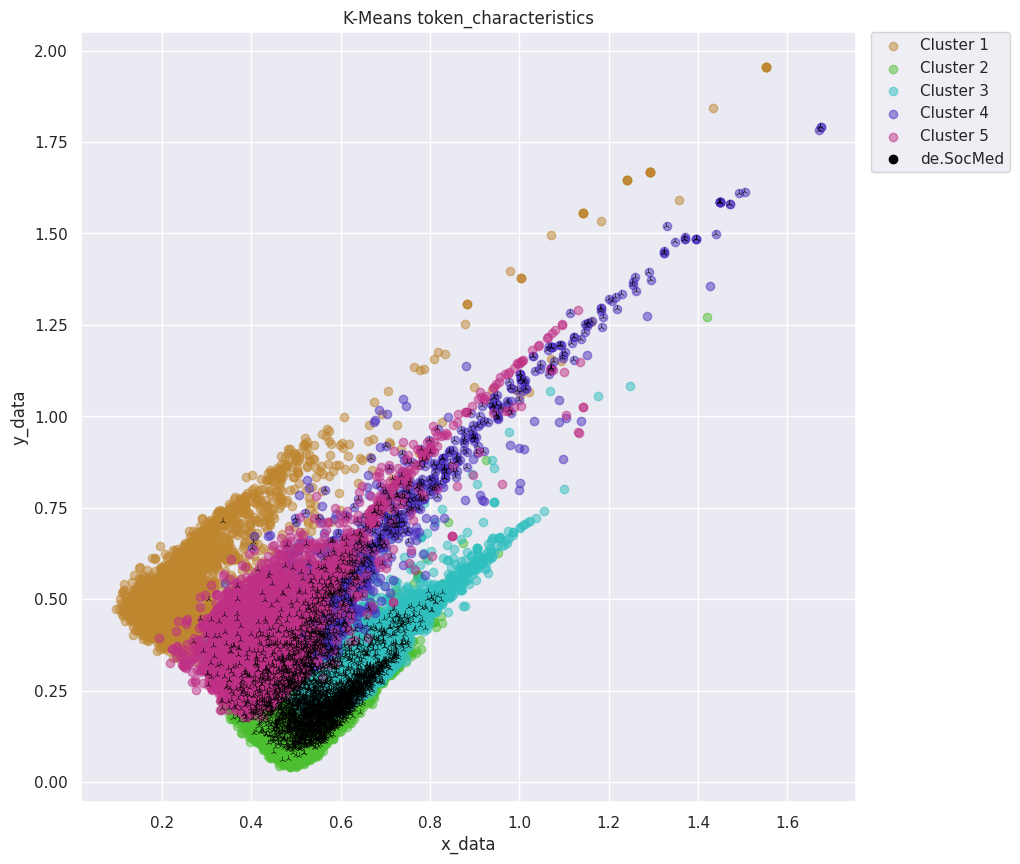 K-Means token_characteristics
Cluster 1
Cluster 2
Cluster 3
Cluster 4
Cluster 5
de.SocMed
2.00
1.75
1.50
1.25
1.00
0.75
0.50
0.25
0.00
y_data
0.2 0.4 0.6 0.8 1.0 1.2 1.4 1.6
x_data